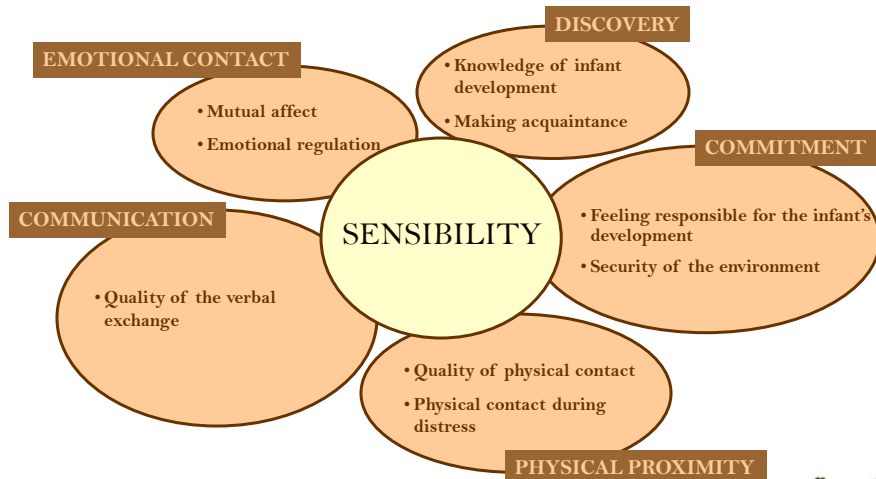 DISCOVERY
• Knowledge of infant
development
• Making acquaintance
EMOTIONAL CONTACT
• Mutual affect
• Emotional regulation
COMMITMENT
• Feeling responsible for the infant's
development
• Security of the environment
COMMUNICATION
• Quality of the verbal
exchange
SENSIBILITY
• Quality of physical contact
• Physical contact during
distress
PHYSICAL PROXIMITY